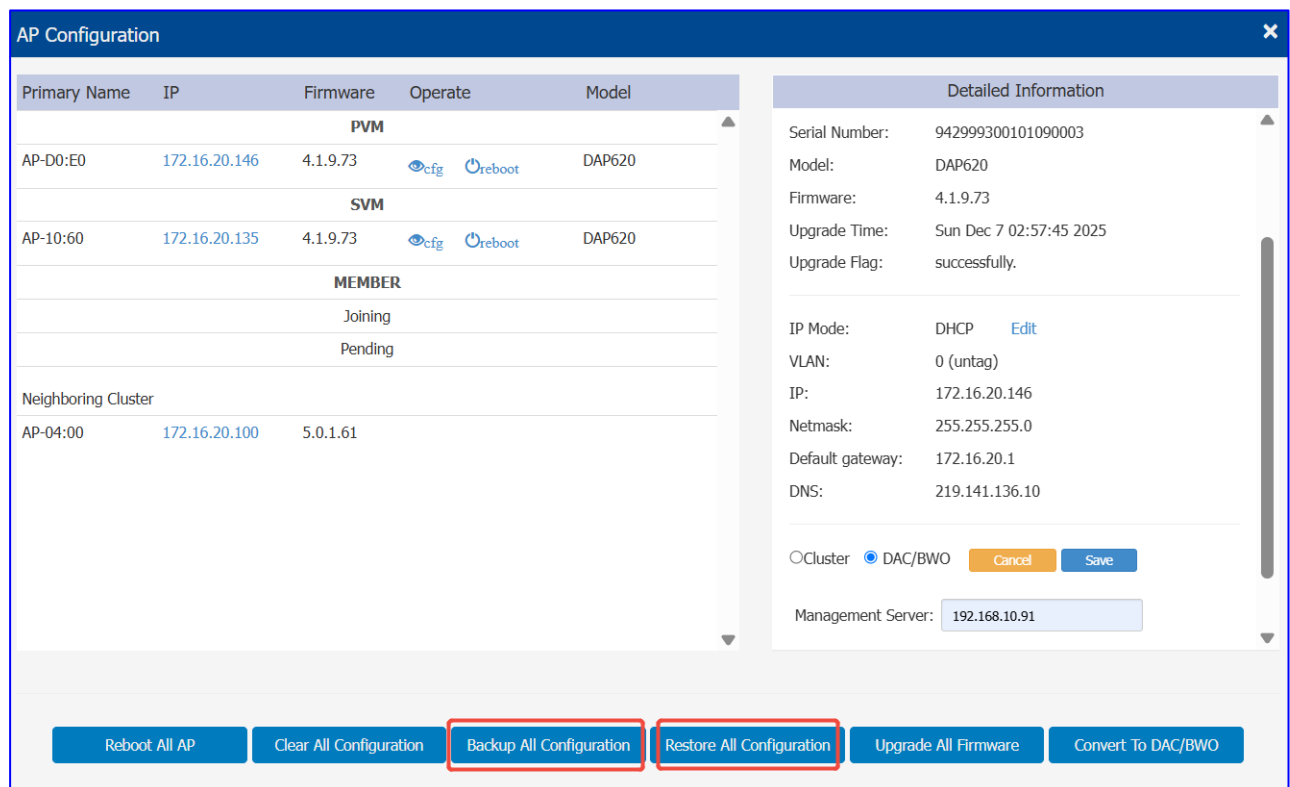 AP Configuration
Primary Name IP Firmware Operate Model
PVM
AP-D0:E0 172.16.20.146 4.1.9.73 cfg reboot DAP620
SVM
AP-10:60 172.16.20.135 4.1.9.73 cfg reboot DAP620
MEMBER
Joining
Pending
Neighboring Cluster
AP-04:00 172.16.20.100 5.0.1.61
Detailed Information
Serial Number: 942999300101090003
Model: DAP620
Firmware: 4.1.9.73
Upgrade Time: Sun Dec 7 02:57:45 2025
Upgrade Flag: successfully.
IP Mode: DHCP Edit
VLAN: 0 (untag)
IP: 172.16.20.146
Netmask: 255.255.255.0
Default gateway: 172.16.20.1
DNS: 219.141.136.10
Cluster DAC/BWO Cancel Save
Management Server: 192.168.10.91
Reboot All AP Clear All Configuration Backup All Configuration Restore All Configuration Upgrade All Firmware Convert To DAC/BWO